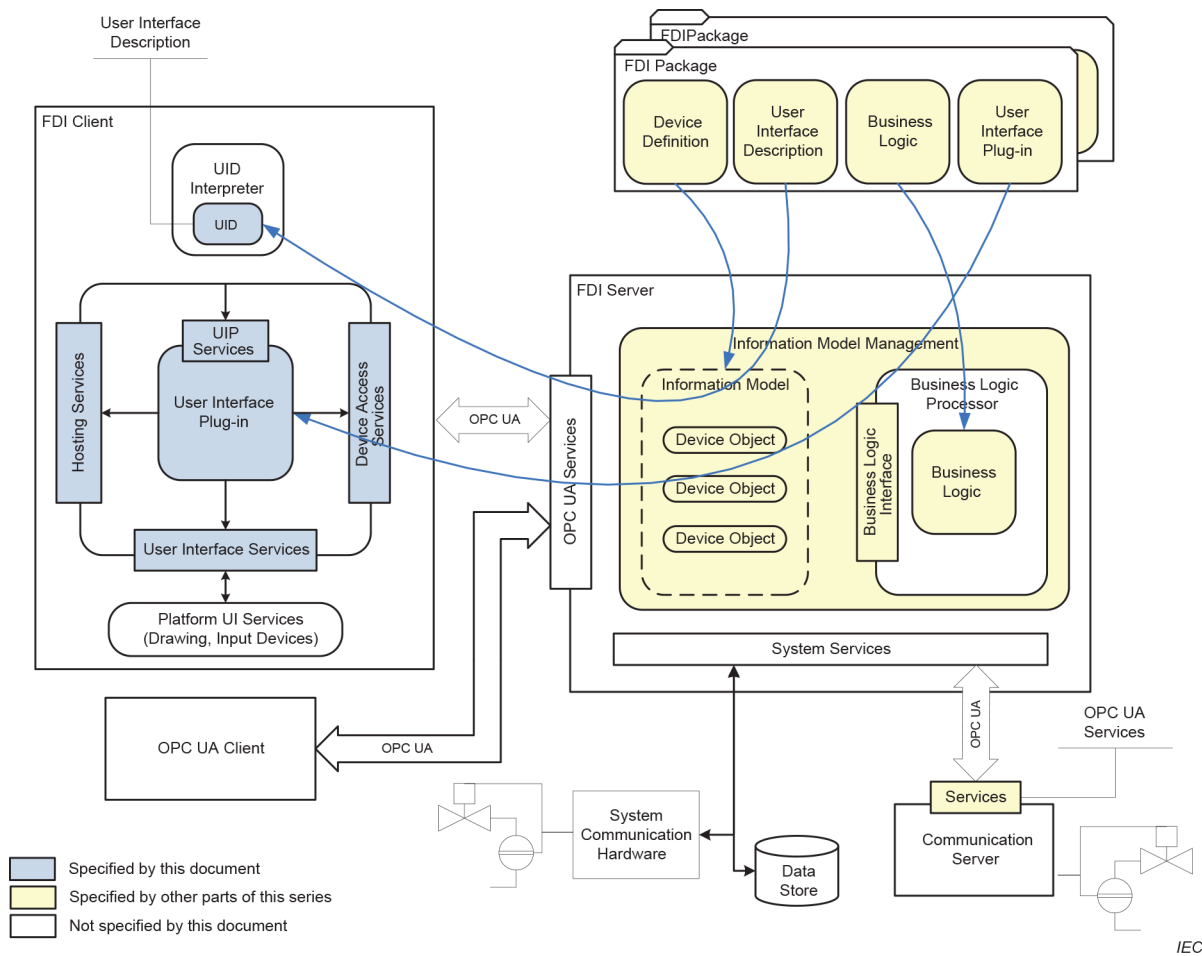 User Interface
Description
FDIPackage
FDI Package
Device
Definition
User
Interface
Description
Business
Logic
User
Interface
Plug-in
FDI Client
UID
Interpreter
UID
UIP
Services
Hosting Services
User Interface
Plug-in
Device Access
Services
User Interface Services
Platform UI Services
(Drawing, Input Devices)
OPC UA
FDI Server
OPC UA Services
Information Model Management
Information Model
Device Object
Device Object
Device Object
Business Logic
Processor
Business Logic
Interface
Business
Logic
System Services
OPC UA Client
OPC UA
OPC UA
OPC UA
Services
Services
Communication
Server
System
Communication
Hardware
Data
Store
Specified by this document
Specified by other parts of this series
Not specified by this document
IEC